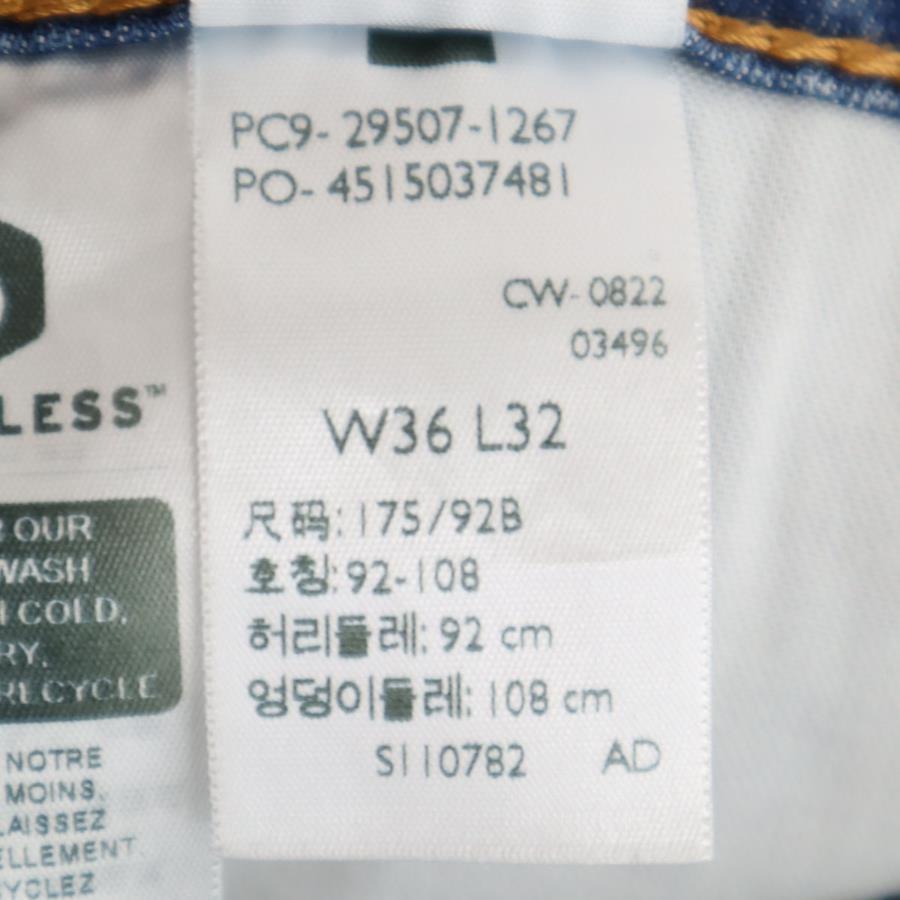 PC9- 29507-1267
PO- 4515037481
CW- 0822
03496
W36 L32
尺码: 175/92B
호칭: 92-108
허리둘레: 92 cm
엉덩이둘레: 108 cm
S110782 AD
LESS™
OUR
WASH
COLD,
RY.
RECYCLE
NOTRE
MOINS,
LAISSEZ
ELLEMENT
YCLEZ